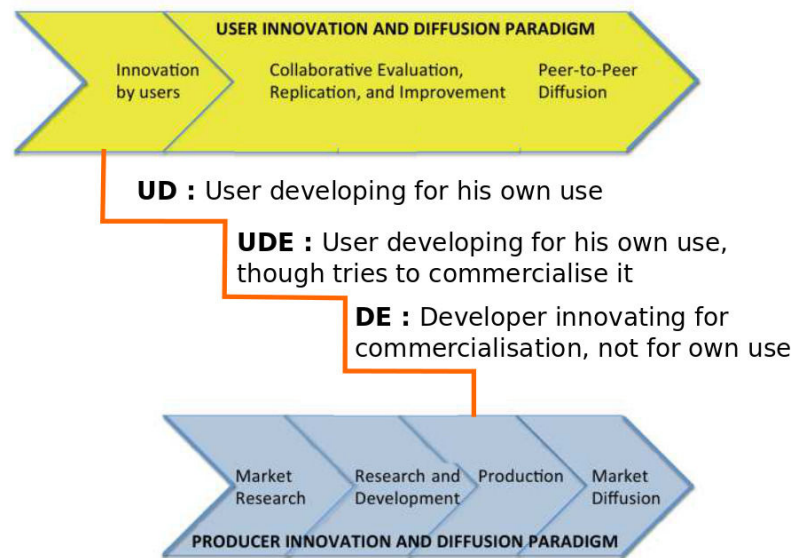 USER INNOVATION AND DIFFUSION PARADIGM
Innovation
by users
Collaborative Evaluation,
Replication, and Improvement
Peer-to-Peer
Diffusion
UD : User developing for his own use
UDE : User developing for his own use,
though tries to commercialise it
DE : Developer innovating for
commercialisation, not for own use
Market
Research
Research and
Development
Production
Market
Diffusion
PRODUCER INNOVATION AND DIFFUSION PARADIGM